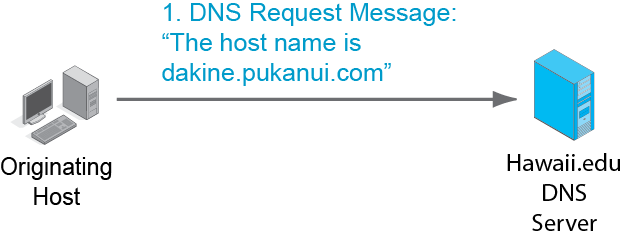 1. DNS Request Message:
“The host name is
dakine.pukanui.com”
Originating
Host
Hawaii.edu
DNS
Server